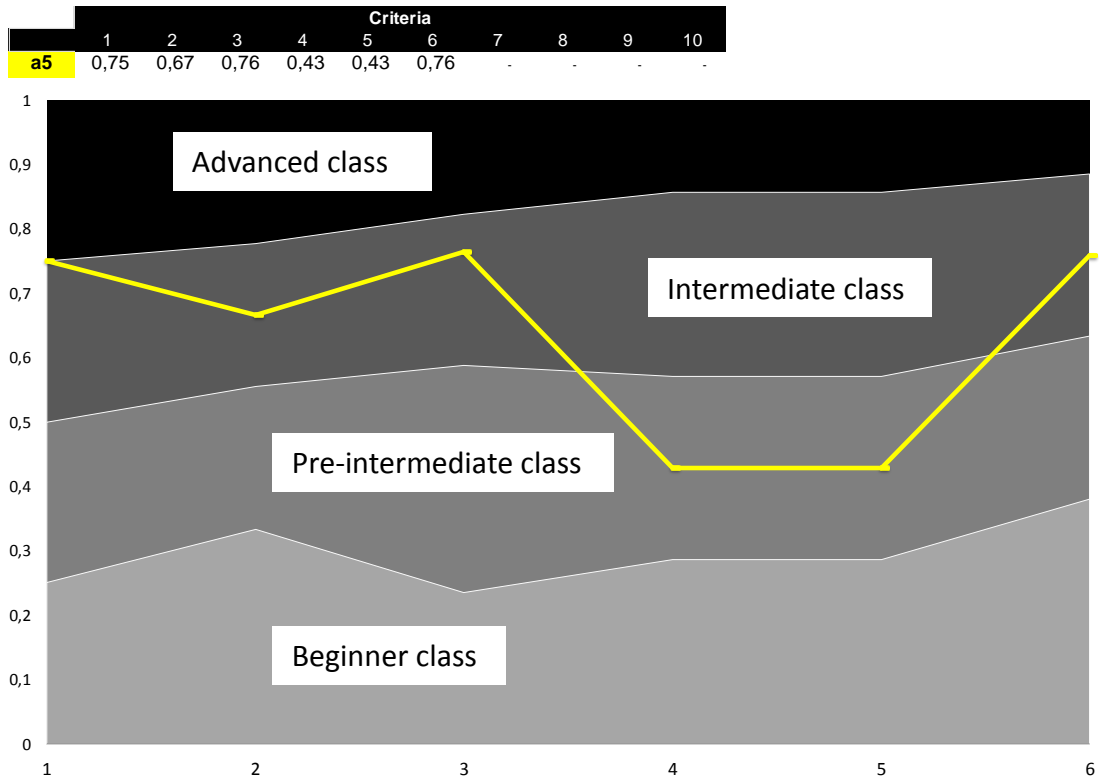 Criteria
1 2 3 4 5 6 7 8 9 10
a5 0,75 0,67 0,76 0,43 0,43 0,76 - - - -
1
0,9
Advanced class
0,8
0,7
Intermediate class
0,6
0,5
Pre-intermediate class
0,4
0,3
0,2
Beginner class
0,1
0
1 2 3 4 5 6